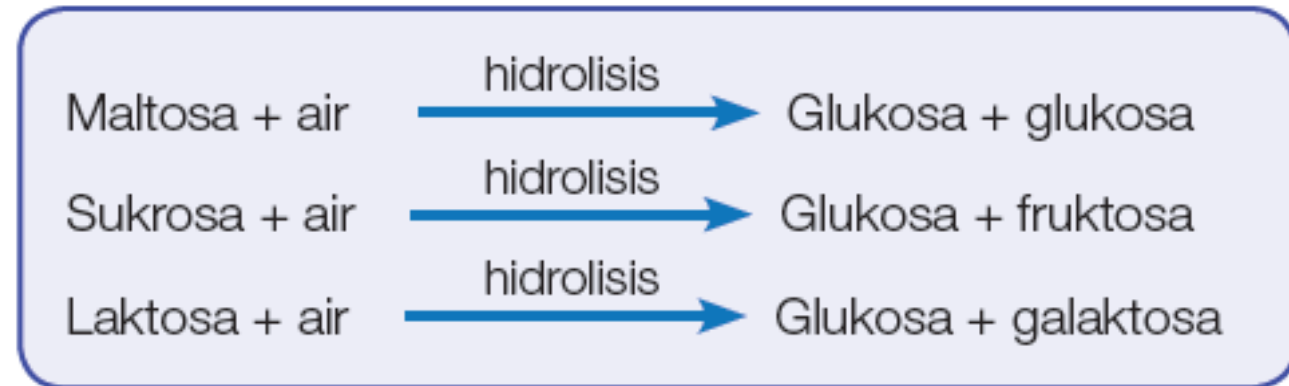 hidrolisis
Maltosa + air Glukosa + glukosa
hidrolisis
Sukrosa + air Glukosa + fruktosa
hidrolisis
Laktosa + air Glukosa + galaktosa